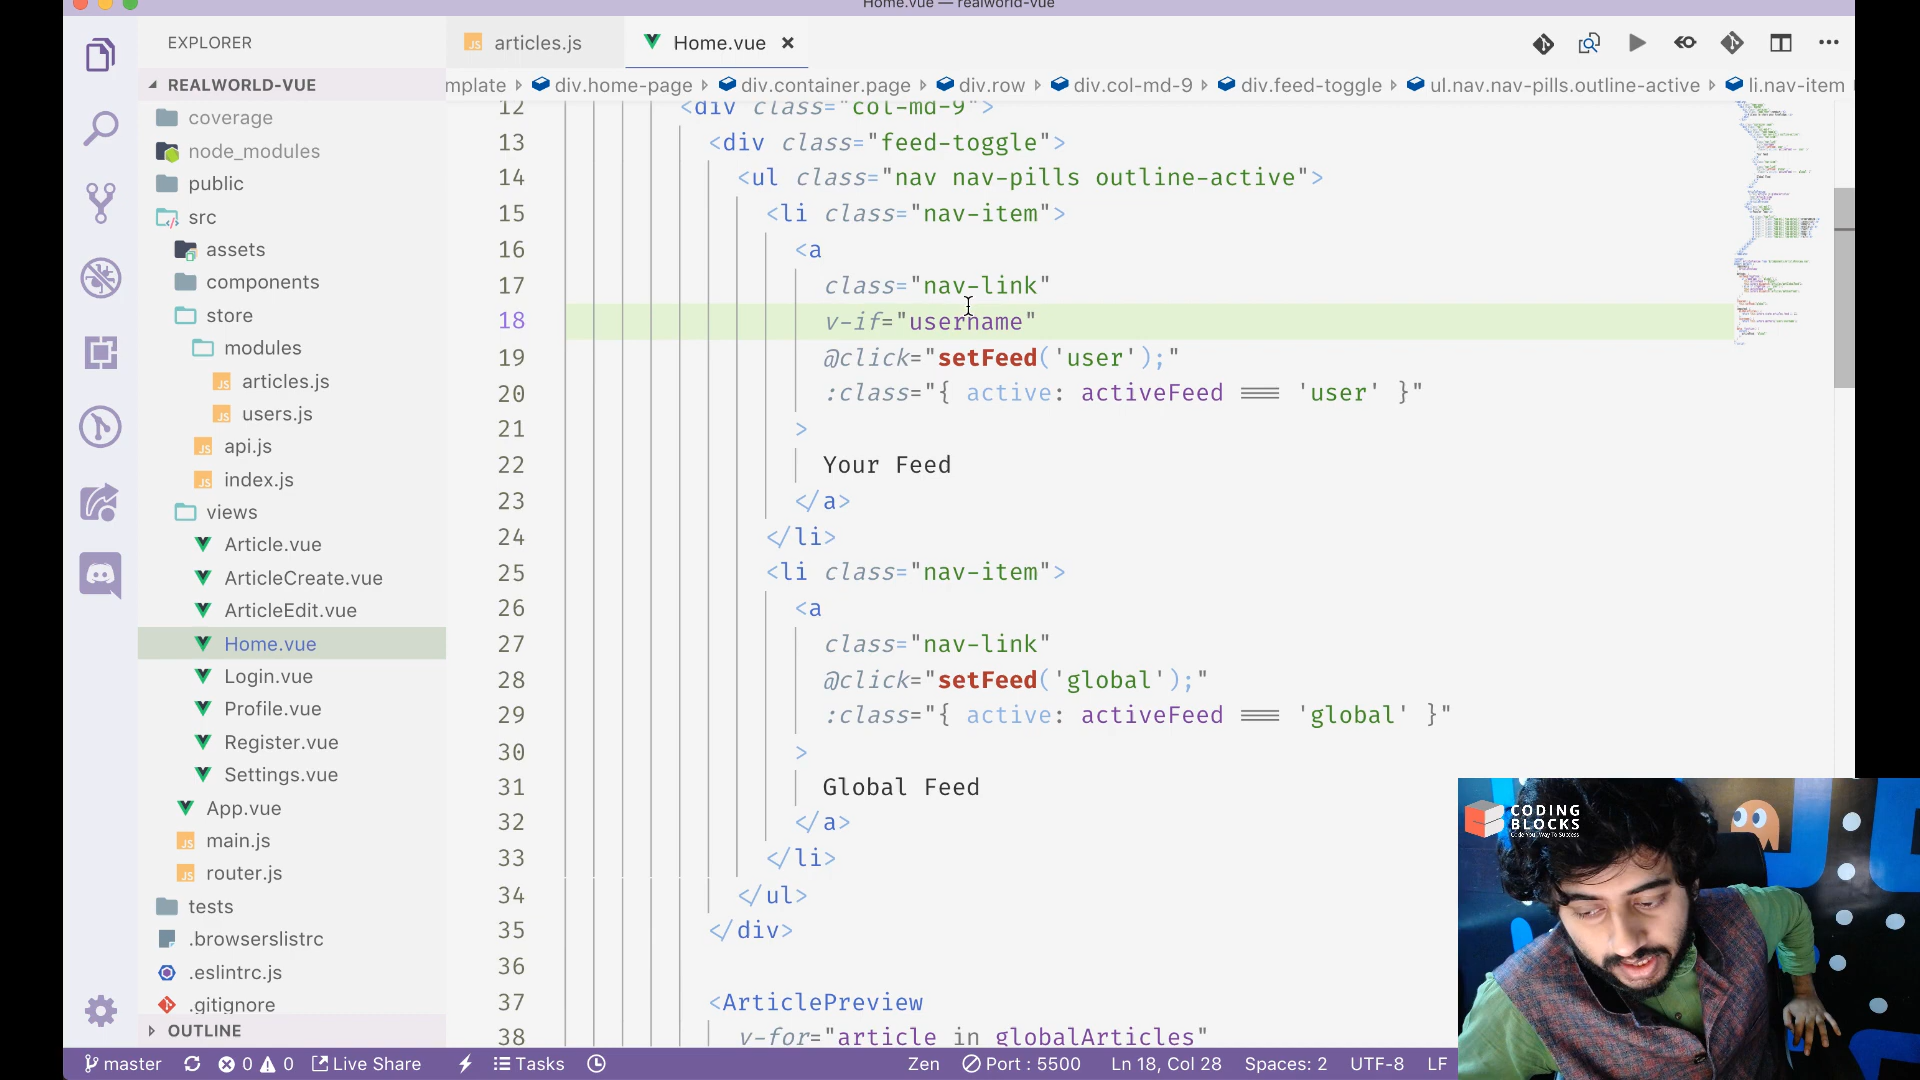 Home.vue — realworld-vue
EXPLORER
articles.js
Home.vue
REALWORLD-VUE
mplate div.home-page div.container.page div.row div.col-md-9 div.feed-toggle ul.nav.nav-pills.outline-active li.nav-item
coverage
node_modules
public
src
assets
components
store
modules
articles.js
users.js
api.js
index.js
views
Article.vue
ArticleCreate.vue
ArticleEdit.vue
Home.vue
Login.vue
Profile.vue
Register.vue
Settings.vue
App.vue
main.js
router.js
tests
.browserslistrc
.eslintrc.js
.gitignore
OUTLINE
12 <div class="col-md-9">
13 <div class="feed-toggle">
14 <ul class="nav nav-pills outline-active">
15 <li class="nav-item">
16 <a
17 class="nav-link"
18 v-if="username"
19 @click="setFeed('user');"
20 :class="{ active: activeFeed === 'user' }"
21 >
22 Your Feed
23 </a>
24 </li>
25 <li class="nav-item">
26 <a
27 class="nav-link"
28 @click="setFeed('global');"
29 :class="{ active: activeFeed === 'global' }"
30 >
31 Global Feed
32 </a>
33 </li>
34 </ul>
35 </div>
36
37 <ArticlePreview
38 v-for="article in globalArticles"
CODING
BLOCKS
Code Your Way To Success
master 0 0 Live Share Tasks Zen Port : 5500 Ln 18, Col 28 Spaces: 2 UTF-8 LF